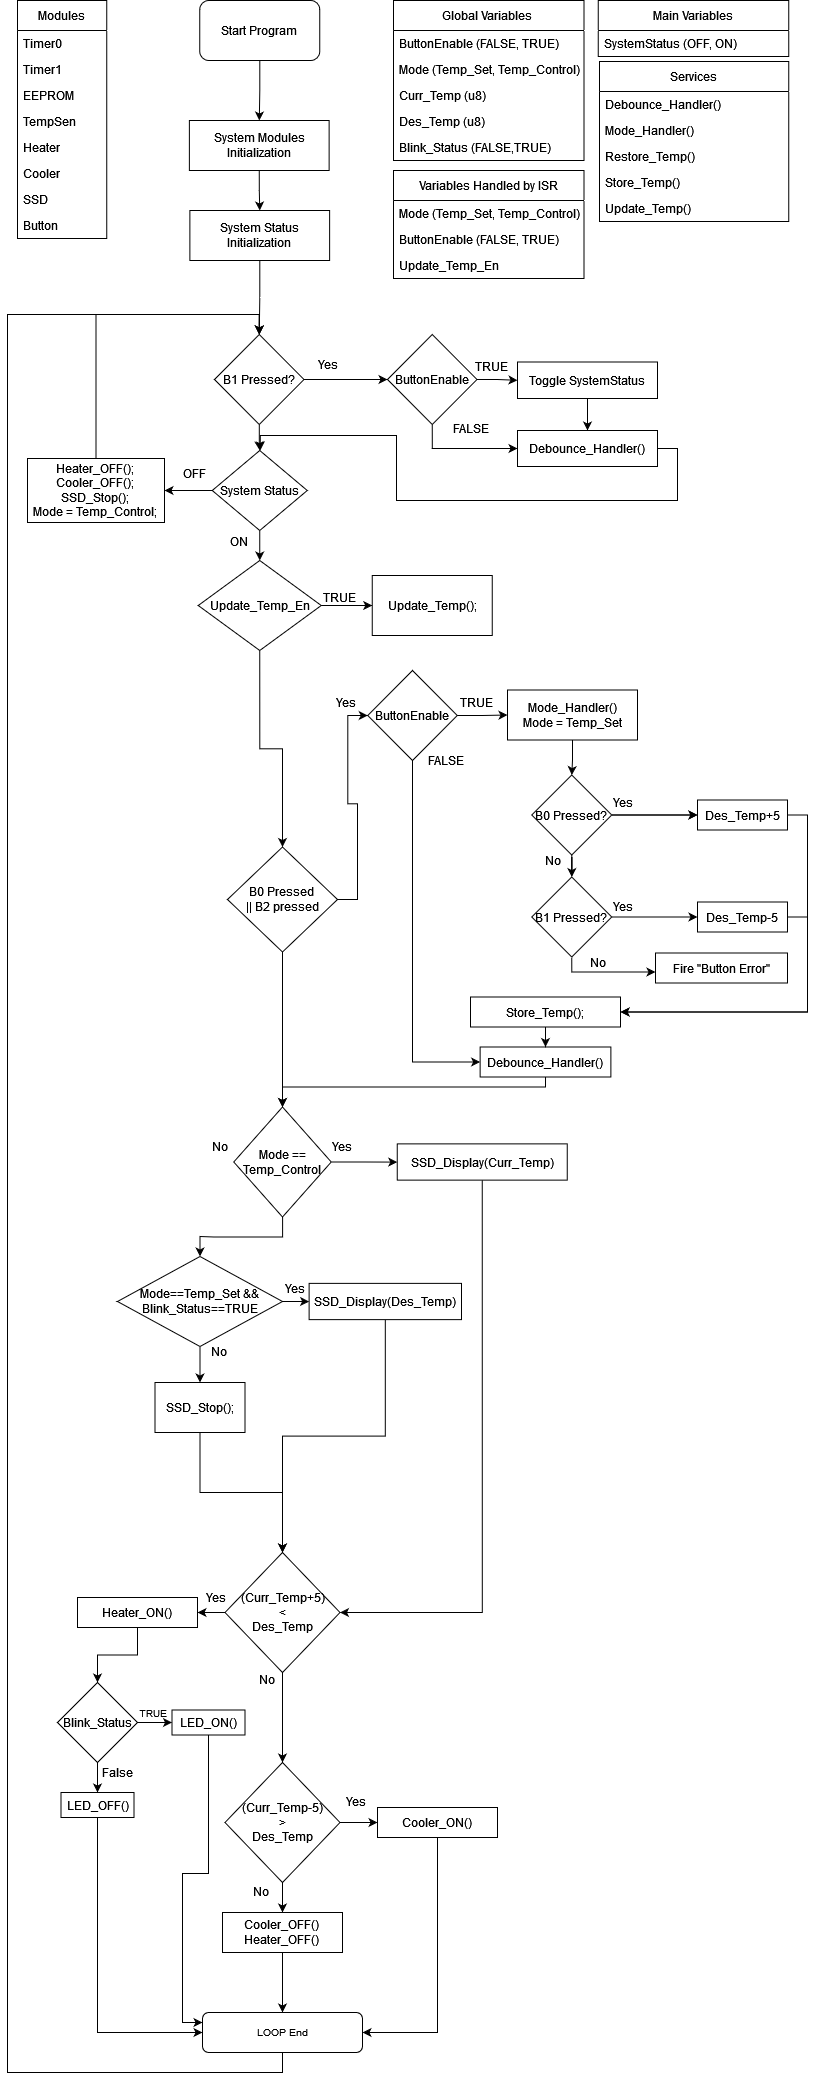 Modules
Timer0
Timer1
EEPROM
TempSen
Heater
Cooler
SSD
Button
Start Program
System Modules
Initialization
System Status
Initialization
Global Variables
ButtonEnable (FALSE, TRUE)
Mode (Temp_Set, Temp_Control)
Curr_Temp (u8)
Des_Temp (u8)
Blink_Status (FALSE,TRUE)
Variables Handled by ISR
Mode (Temp_Set, Temp_Control)
ButtonEnable (FALSE, TRUE)
Update_Temp_En
Main Variables
SystemStatus (OFF, ON)
Services
Debounce_Handler()
Mode_Handler()
Restore_Temp()
Store_Temp()
Update_Temp()
B1 Pressed?
Yes
ButtonEnable
TRUE
Toggle SystemStatus
FALSE
Debounce_Handler()
System Status
OFF
Heater_OFF();
Cooler_OFF();
SSD_Stop();
Mode = Temp_Control;
ON
Update_Temp_En
TRUE
Update_Temp();
Yes
ButtonEnable
TRUE
Mode_Handler()
Mode = Temp_Set
FALSE
B0 Pressed?
Yes
Des_Temp+5
No
B0 Pressed
|| B2 pressed
B1 Pressed?
Yes
Des_Temp-5
No
Fire "Button Error"
Store_Temp();
Debounce_Handler()
No
Mode ==
Temp_Control
Yes
SSD_Display(Curr_Temp)
Mode==Temp_Set &&
Blink_Status==TRUE
Yes
SSD_Display(Des_Temp)
No
SSD_Stop();
(Curr_Temp+5)
<
Des_Temp
Yes
Heater_ON()
No
Blink_Status
TRUE
LED_ON()
False
LED_OFF()
(Curr_Temp-5)
>
Des_Temp
Yes
Cooler_ON()
No
Cooler_OFF()
Heater_OFF()
LOOP End